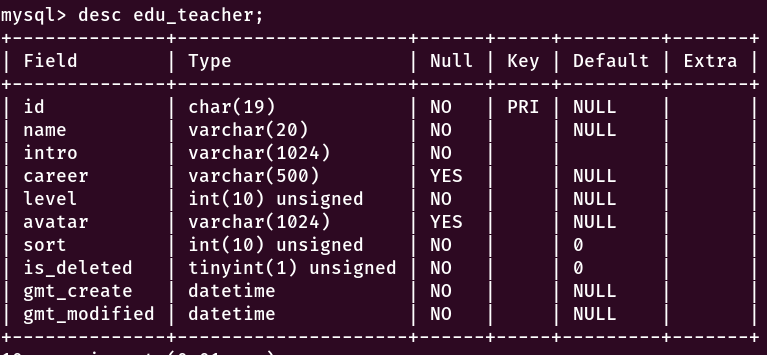 mysql> desc edu_teacher;
+--------------+---------------------+------+-----+---------+-------+
| Field        | Type                | Null | Key | Default | Extra |
+--------------+---------------------+------+-----+---------+-------+
| id           | char(19)            | NO   | PRI | NULL    |       |
| name         | varchar(20)         | NO   |     | NULL    |       |
| intro        | varchar(1024)       | NO   |     |         |       |
| career       | varchar(500)        | YES  |     | NULL    |       |
| level        | int(10) unsigned    | NO   |     | NULL    |       |
| avatar       | varchar(1024)       | YES  |     | NULL    |       |
| sort         | int(10) unsigned    | NO   |     | 0       |       |
| is_deleted   | tinyint(1) unsigned | NO   |     | 0       |       |
| gmt_create   | datetime            | NO   |     | NULL    |       |
| gmt_modified | datetime            | NO   |     | NULL    |       |
+--------------+---------------------+------+-----+---------+-------+